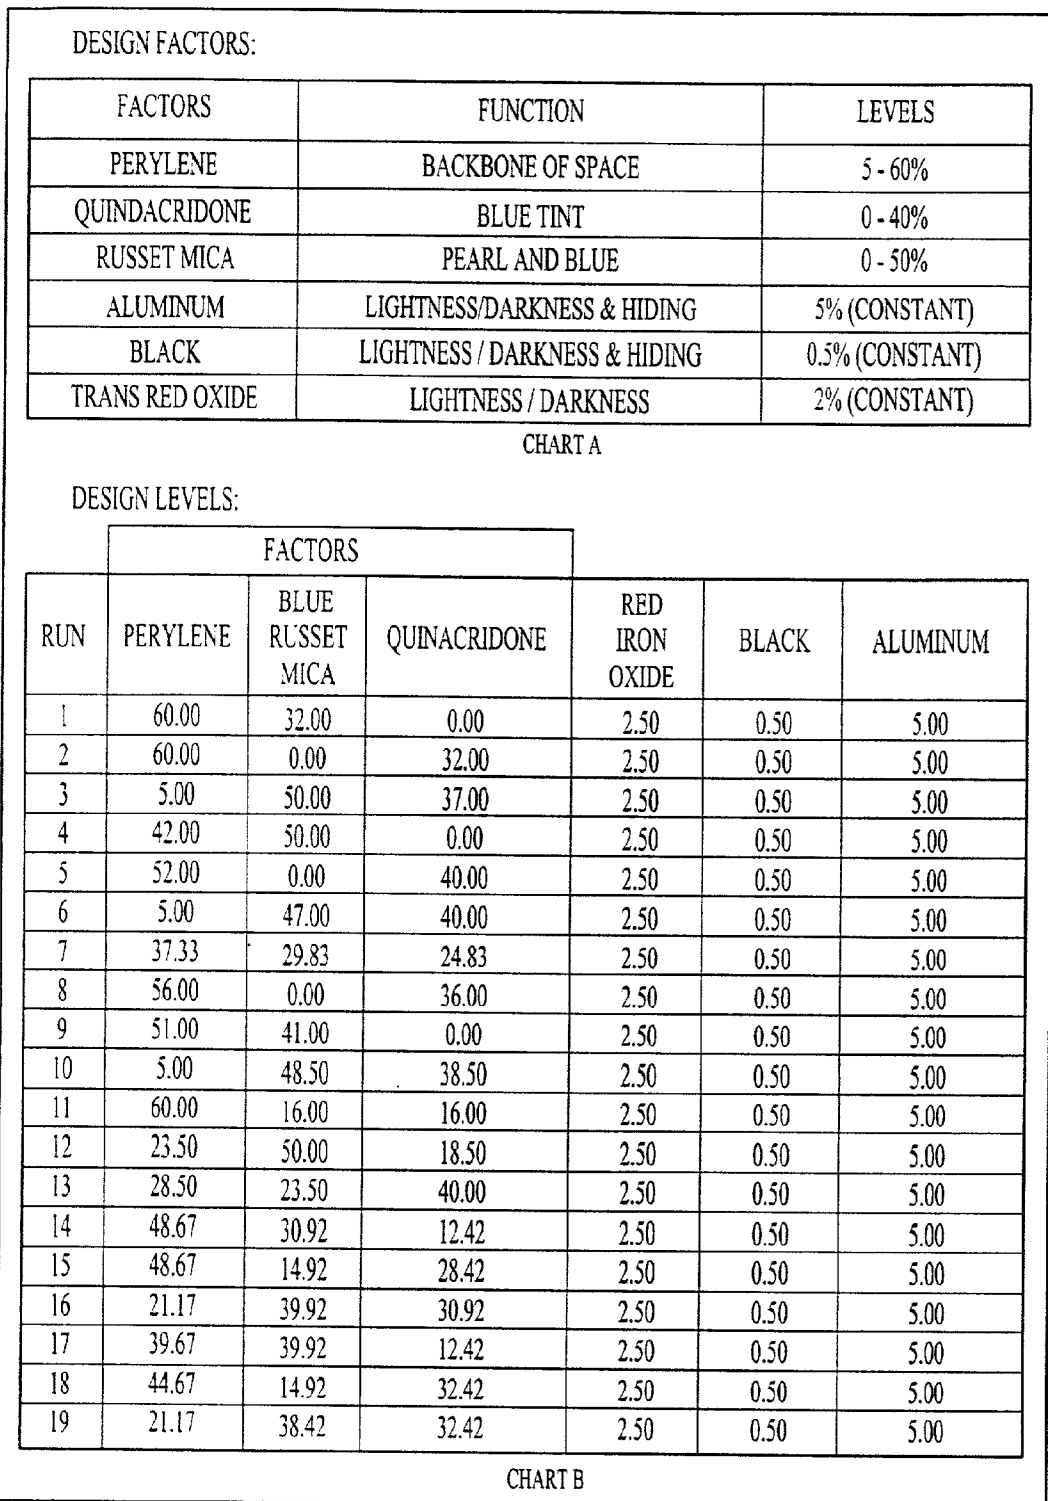 DESIGN FACTORS:
FACTORS FUNCTION LEVELS
PERYLENE BACKBONE OF SPACE 5 - 60%
QUINDACRIDONE BLUE TINT 0 - 40%
RUSSET MICA PEARL AND BLUE 0 - 50%
ALUMINUM LIGHTNESS/DARKNESS & HIDING 5% (CONSTANT)
BLACK LIGHTNESS / DARKNESS & HIDING 0.5% (CONSTANT)
TRANS RED OXIDE LIGHTNESS / DARKNESS 2% (CONSTANT)
CHART A
DESIGN LEVELS:
FACTORS
RUN PERYLENE BLUE RUSSET MICA QUINACRIDONE RED IRON OXIDE BLACK ALUMINUM
1 60.00 32.00 0.00 2.50 0.50 5.00
2 60.00 0.00 32.00 2.50 0.50 5.00
3 5.00 50.00 37.00 2.50 0.50 5.00
4 42.00 50.00 0.00 2.50 0.50 5.00
5 52.00 0.00 40.00 2.50 0.50 5.00
6 5.00 47.00 40.00 2.50 0.50 5.00
7 37.33 29.83 24.83 2.50 0.50 5.00
8 56.00 0.00 36.00 2.50 0.50 5.00
9 51.00 41.00 0.00 2.50 0.50 5.00
10 5.00 48.50 38.50 2.50 0.50 5.00
11 60.00 16.00 16.00 2.50 0.50 5.00
12 23.50 50.00 18.50 2.50 0.50 5.00
13 28.50 23.50 40.00 2.50 0.50 5.00
14 48.67 30.92 12.42 2.50 0.50 5.00
15 48.67 14.92 28.42 2.50 0.50 5.00
16 21.17 39.92 30.92 2.50 0.50 5.00
17 39.67 39.92 12.42 2.50 0.50 5.00
18 44.67 14.92 32.42 2.50 0.50 5.00
19 21.17 38.42 32.42 2.50 0.50 5.00
CHART B